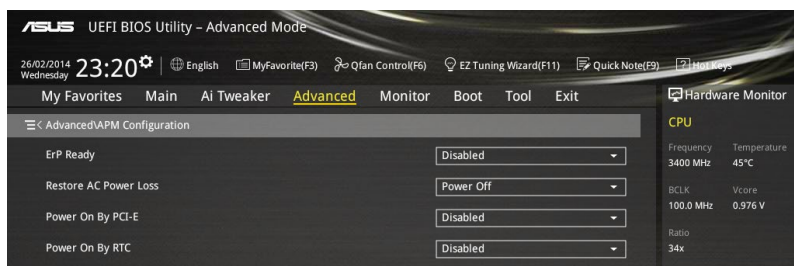 ASUS UEFI BIOS Utility – Advanced Mode
26/02/2014 Wednesday 23:20 English MyFavorite(F3) Qfan Control(F6) EZ Tuning Wizard(F11) Quick Note(F9) ? Hot Keys
My Favorites Main Ai Tweaker Advanced Monitor Boot Tool Exit
< Advanced\APM Configuration
ErP Ready Disabled
Restore AC Power Loss Power Off
Power On By PCI-E Disabled
Power On By RTC Disabled
Hardware Monitor
CPU
Frequency Temperature
3400 MHz 45°C
BCLK Vcore
100.0 MHz 0.976 V
Ratio
34x